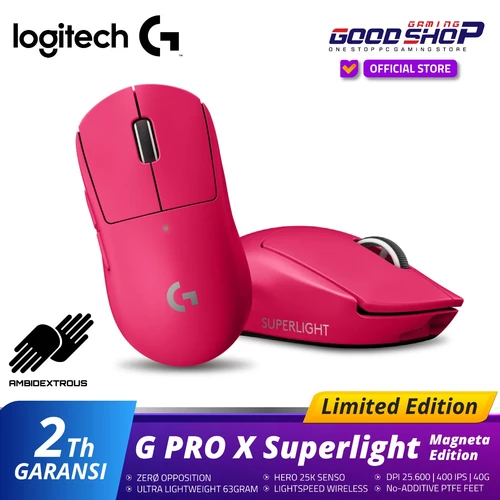 logitech G
GAMING
GOODSHOP
ONE STOP PC GAMING STORE
OFFICIAL STORE
G
SUPERLIGHT
AMBIDEXTROUS
Limited Edition
2Th
GARANSI
G PRO X Superlight
Magneta
Edition
• ZERØ OPPOSITION
• HERO 25K SENSO
• DPI 25.600 | 400 IPS | 40G
• ULTRA LIGHTWEIGHT 63GRAM
• LIGHTSPEED WIRELESS
• No-ADDITIVE PTFE FEET